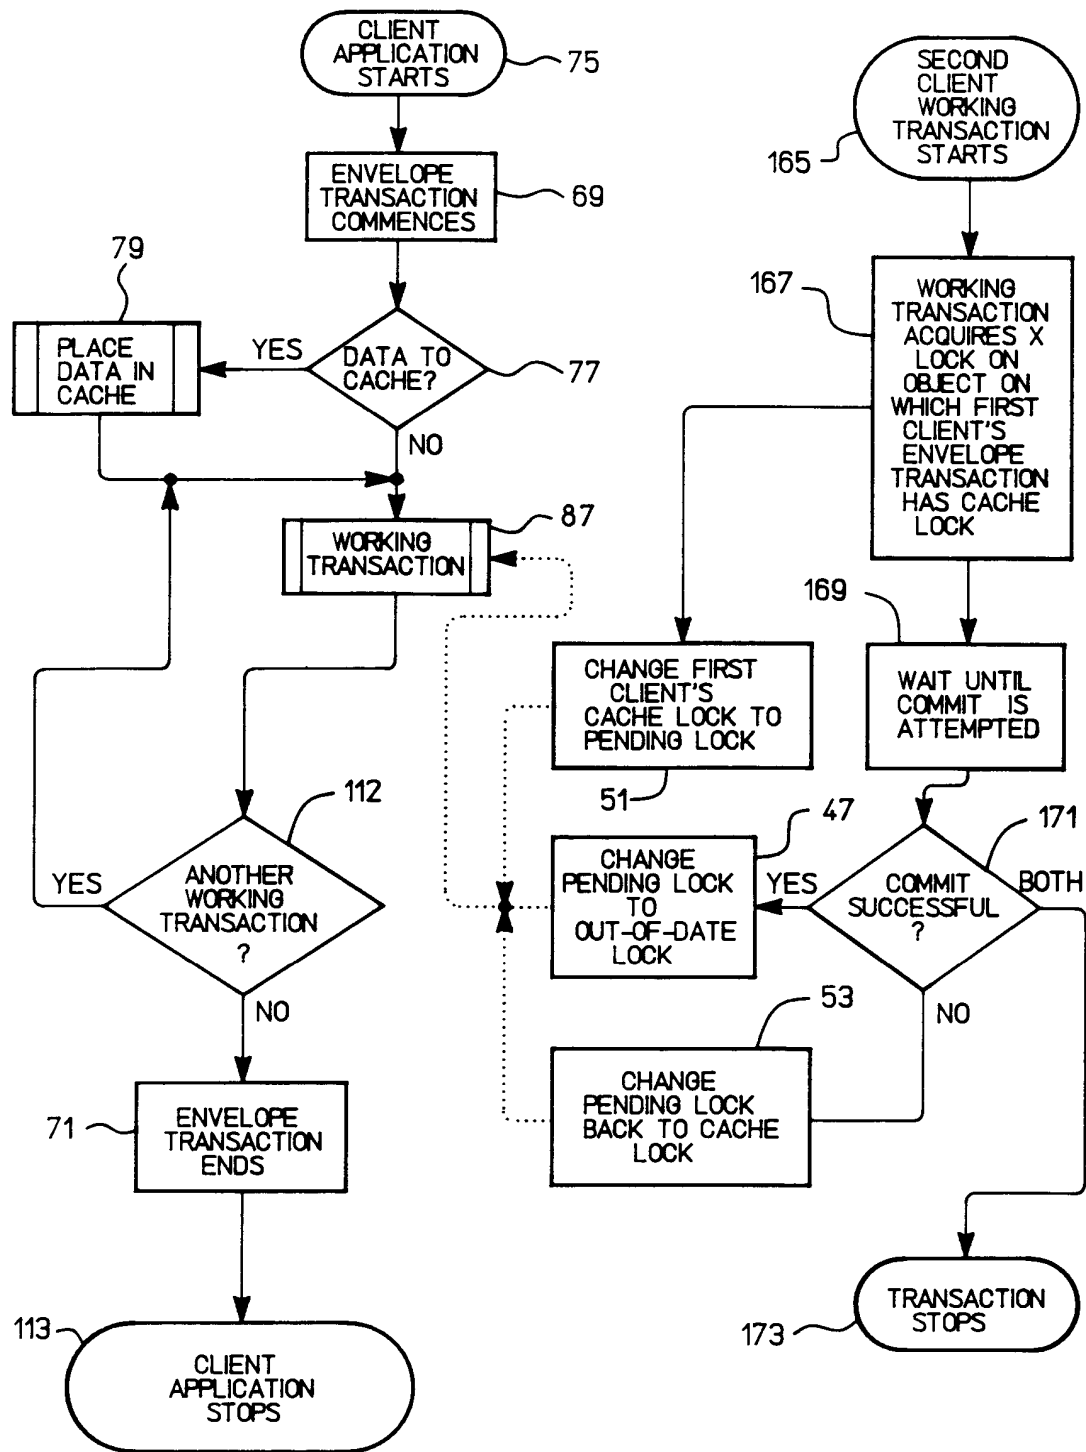 CLIENT
APPLICATION
STARTS
75
ENVELOPE
TRANSACTION
COMMENCES
69
79
PLACE
DATA IN
CACHE
YES
DATA TO
CACHE?
77
NO
87
WORKING
TRANSACTION
112
YES
ANOTHER
WORKING
TRANSACTION
?
NO
71
ENVELOPE
TRANSACTION
ENDS
113
CLIENT
APPLICATION
STOPS
SECOND
CLIENT
WORKING
TRANSACTION
STARTS
165
167
WORKING
TRANSACTION
ACQUIRES X
LOCK ON
OBJECT ON
WHICH FIRST
CLIENT'S
ENVELOPE
TRANSACTION
HAS CACHE
LOCK
169
WAIT UNTIL
COMMIT IS
ATTEMPTED
CHANGE FIRST
CLIENT'S
CACHE LOCK TO
PENDING LOCK
51
47
CHANGE
PENDING LOCK
TO
OUT-OF-DATE
LOCK
YES
COMMIT
SUCCESSFUL
?
171
BOTH
NO
53
CHANGE
PENDING LOCK
BACK TO CACHE
LOCK
TRANSACTION
STOPS
173